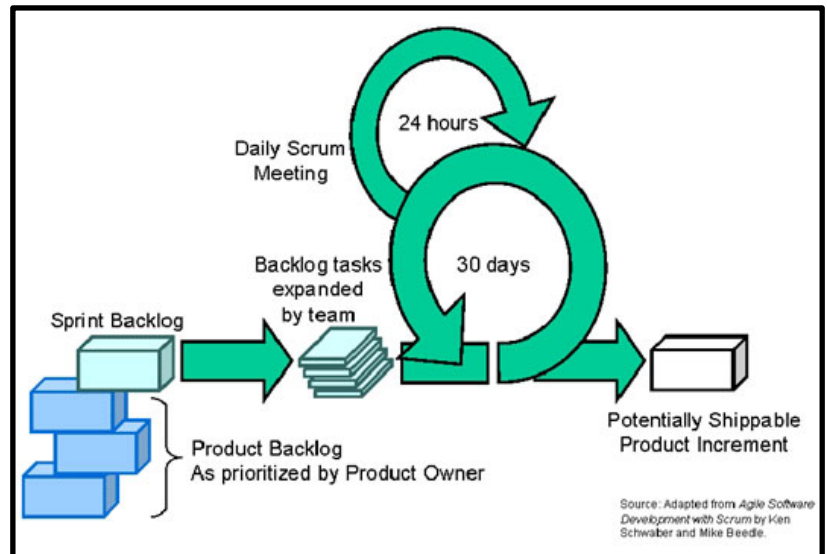 24 hours
Daily Scrum
Meeting
Backlog tasks
expanded
by team
30 days
Sprint Backlog
Product Backlog
As prioritized by Product Owner
Potentially Shippable
Product Increment
Source: Adapted from Agile Software
Development with Scrum by Ken
Schwaber and Mike Beedle.